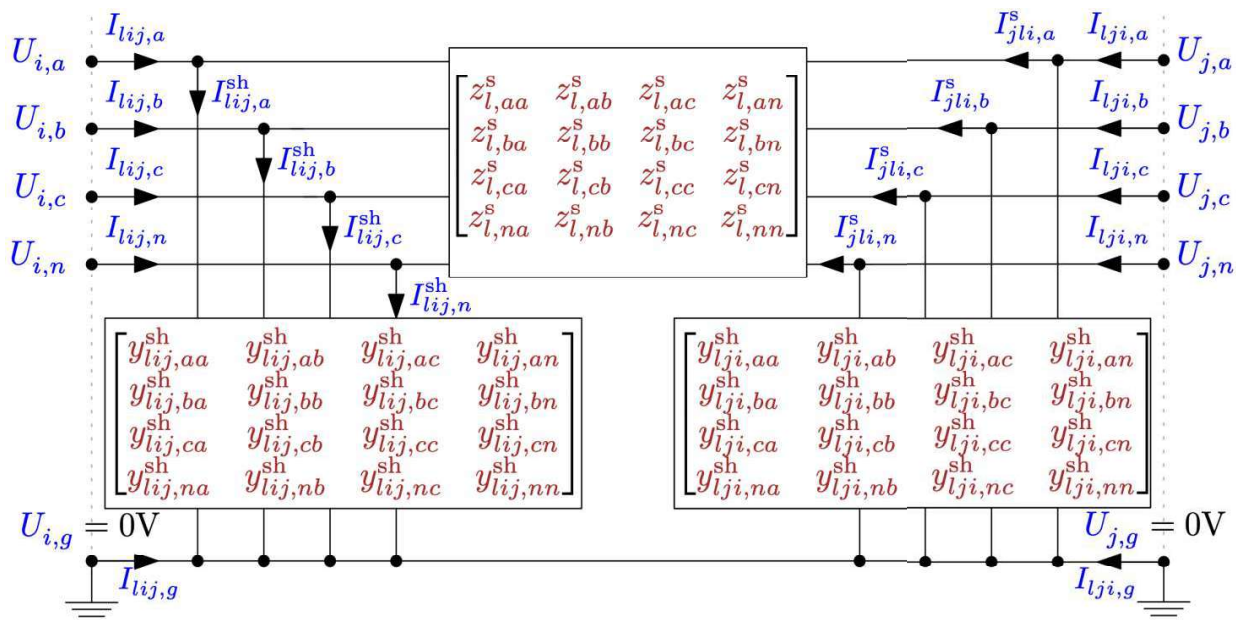 I_{lij,a} I^{s}_{jli,a} I_{lji,a}
U_{i,a} U_{j,a}
I_{lij,b} I^{sh}_{lij,a} I^{s}_{jli,b} I_{lji,b}
U_{i,b} U_{j,b}
I_{lij,c} I^{sh}_{lij,b} I^{s}_{jli,c} I_{lji,c}
U_{i,c} U_{j,c}
I_{lij,n} I^{sh}_{lij,c} I^{s}_{jli,n} I_{lji,n}
U_{i,n} U_{j,n}
I^{sh}_{lij,n}
z^{s}_{l,aa} z^{s}_{l,ab} z^{s}_{l,ac} z^{s}_{l,an}
z^{s}_{l,ba} z^{s}_{l,bb} z^{s}_{l,bc} z^{s}_{l,bn}
z^{s}_{l,ca} z^{s}_{l,cb} z^{s}_{l,cc} z^{s}_{l,cn}
z^{s}_{l,na} z^{s}_{l,nb} z^{s}_{l,nc} z^{s}_{l,nn}
y^{sh}_{lij,aa} y^{sh}_{lij,ab} y^{sh}_{lij,ac} y^{sh}_{lij,an}
y^{sh}_{lij,ba} y^{sh}_{lij,bb} y^{sh}_{lij,bc} y^{sh}_{lij,bn}
y^{sh}_{lij,ca} y^{sh}_{lij,cb} y^{sh}_{lij,cc} y^{sh}_{lij,cn}
y^{sh}_{lij,na} y^{sh}_{lij,nb} y^{sh}_{lij,nc} y^{sh}_{lij,nn}
y^{sh}_{lji,aa} y^{sh}_{lji,ab} y^{sh}_{lji,ac} y^{sh}_{lji,an}
y^{sh}_{lji,ba} y^{sh}_{lji,bb} y^{sh}_{lji,bc} y^{sh}_{lji,bn}
y^{sh}_{lji,ca} y^{sh}_{lji,cb} y^{sh}_{lji,cc} y^{sh}_{lji,cn}
y^{sh}_{lji,na} y^{sh}_{lji,nb} y^{sh}_{lji,nc} y^{sh}_{lji,nn}
U_{i,g} = 0V U_{j,g} = 0V
I_{lij,g} I_{lji,g}